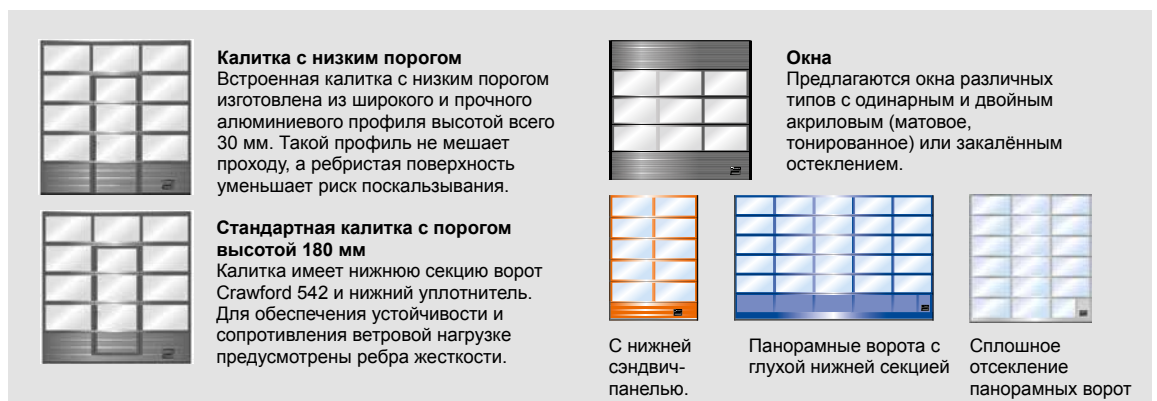 Калитка с низким порогом
Встроенная калитка с низким порогом
изготовлена из широкого и прочного
алюминиевого профиля высотой всего
30 мм. Такой профиль не мешает
проходу, а ребристая поверхность
уменьшает риск поскальзывания.
Стандартная калитка с порогом
высотой 180 мм
Калитка имеет нижнюю секцию ворот
Crawford 542 и нижний уплотнитель.
Для обеспечения устойчивости и
сопротивления ветровой нагрузке
предусмотрены ребра жесткости.
Окна
Предлагаются окна различных
типов с одинарным и двойным
акриловым (матовое,
тонированное) или закалённым
остеклением.
С нижней
сэндвич-
панелью.
Панорамные ворота с
глухой нижней секцией
Сплошное
отсекление
панорамных ворот